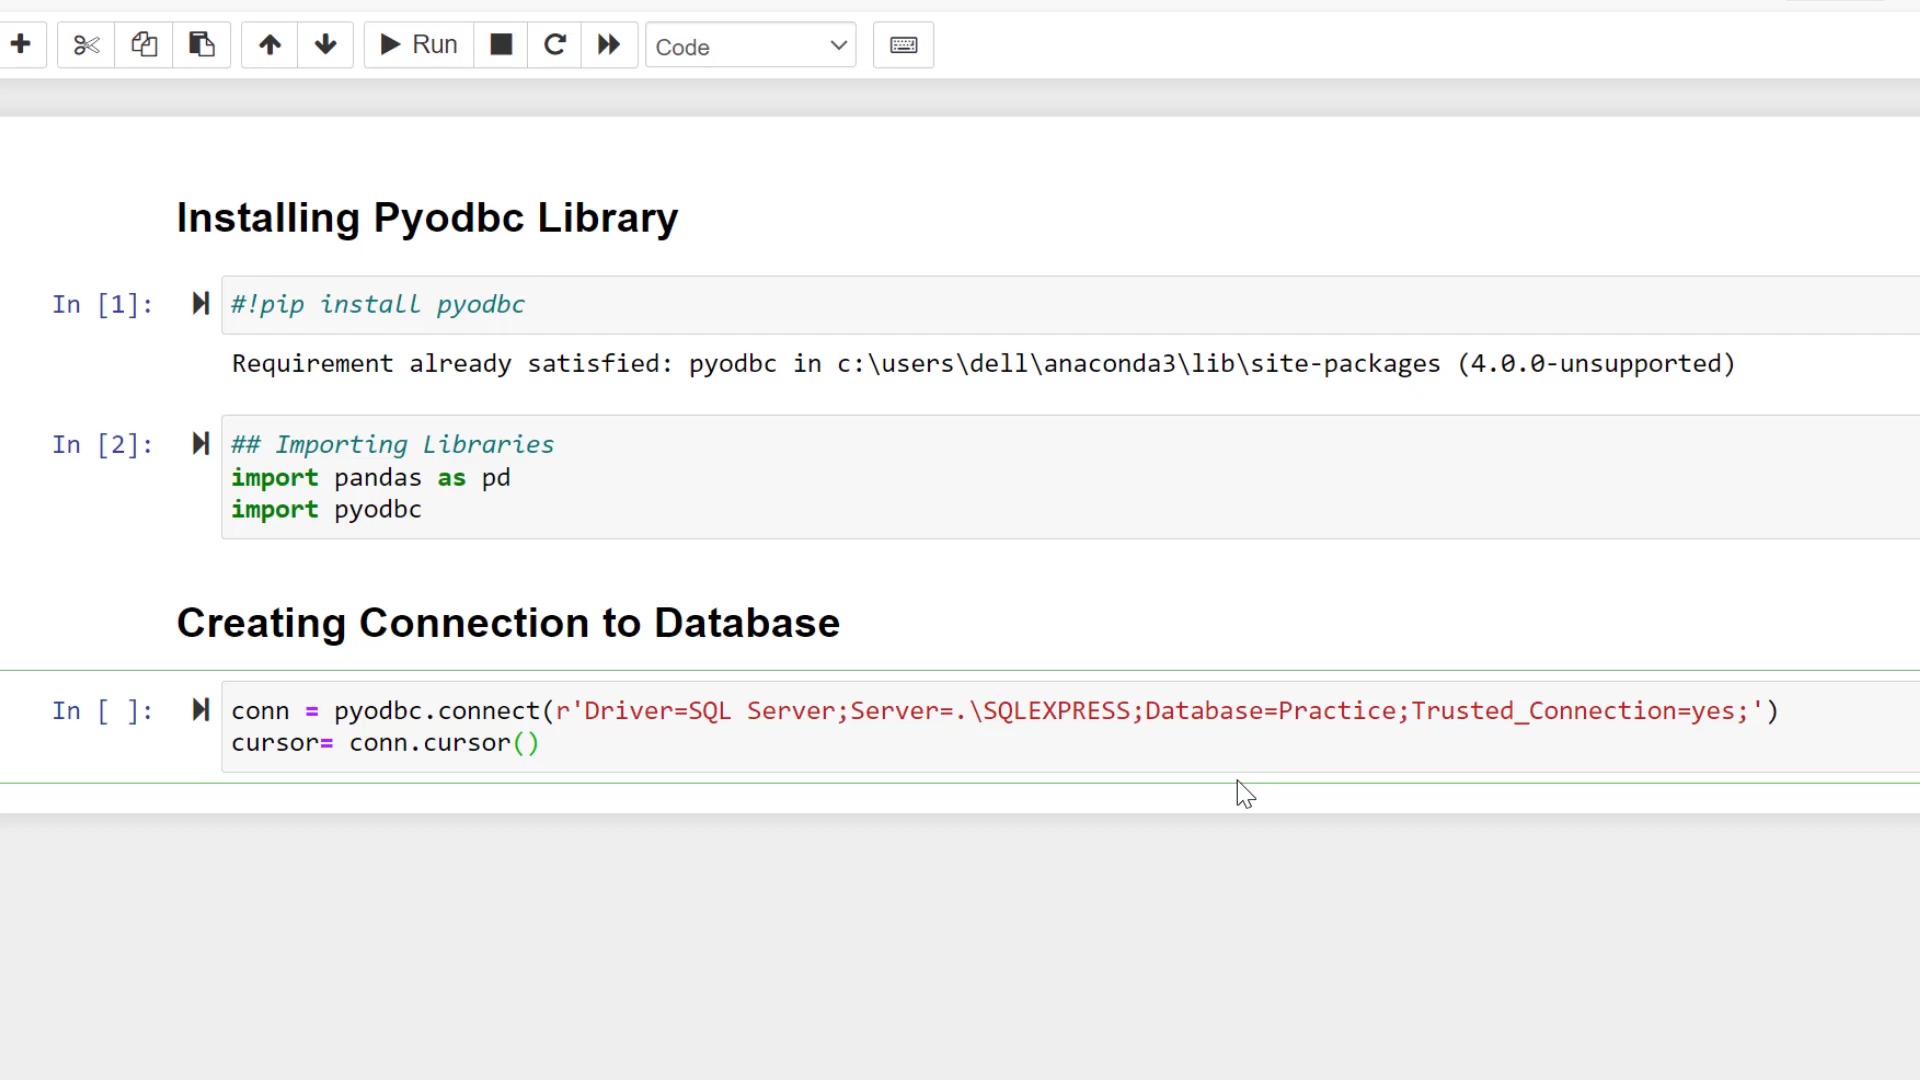 Run
Code
Installing Pyodbc Library
In [1]:
#!pip install pyodbc
Requirement already satisfied: pyodbc in c:\users\dell\anaconda3\lib\site-packages (4.0.0-unsupported)
In [2]:
## Importing Libraries
import pandas as pd
import pyodbc
Creating Connection to Database
In [ ]:
conn = pyodbc.connect(r'Driver=SQL Server;Server=.\SQLEXPRESS;Database=Practice;Trusted_Connection=yes;')
cursor= conn.cursor()